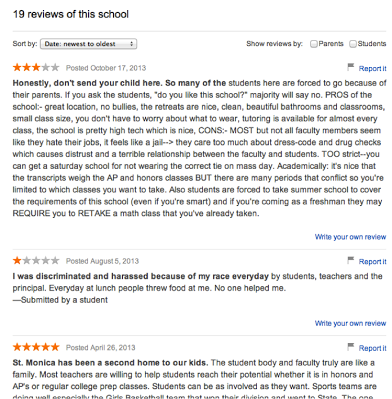 19 reviews of this school
Sort by: Date: newest to oldest Show reviews by: Parents Students
Posted October 17, 2013 Report it
Honestly, don't send your child here. So many of the students here are forced to go because of
their parents. If you ask the students, "do you like this school?" majority will say no. PROS of the
school:- great location, no bullies, the retreats are nice, clean, beautiful bathrooms and classrooms,
small class size, you don't have to worry about what to wear, tutoring is available for almost every
class, the school is pretty high tech which is nice, CONS:- MOST but not all faculty members seem
like they hate their jobs, it feels like a jail--> they care too much about dress-code and drug checks
which causes distrust and a terrible relationship between the faculty and students. TOO strict--you
can get a saturday school for not wearing the correct tie on mass day. Academically: it's nice that
the transcripts weigh the AP and honors classes BUT there are many periods that conflict so you're
limited to which classes you want to take. Also students are forced to take summer school to cover
the requirements of this school (even if you're smart) and if you're coming as a freshman they may
REQUIRE you to RETAKE a math class that you've already taken.
Write your own review
Posted August 5, 2013 Report it
I was discriminated and harassed because of my race everyday by students, teachers and the
principal. Everyday at lunch people threw food at me. No one helped me.
—Submitted by a student
Write your own review
Posted April 26, 2013 Report it
St. Monica has been a second home to our kids. The student body and faculty truly are like a
family. Most teachers are willing to help students reach their potential whether it is in honors and
AP's or regular college prep classes. Students can be as involved as they want. Sports teams are
doing well especially the Girls Basketball team that won their division and went to State. The one